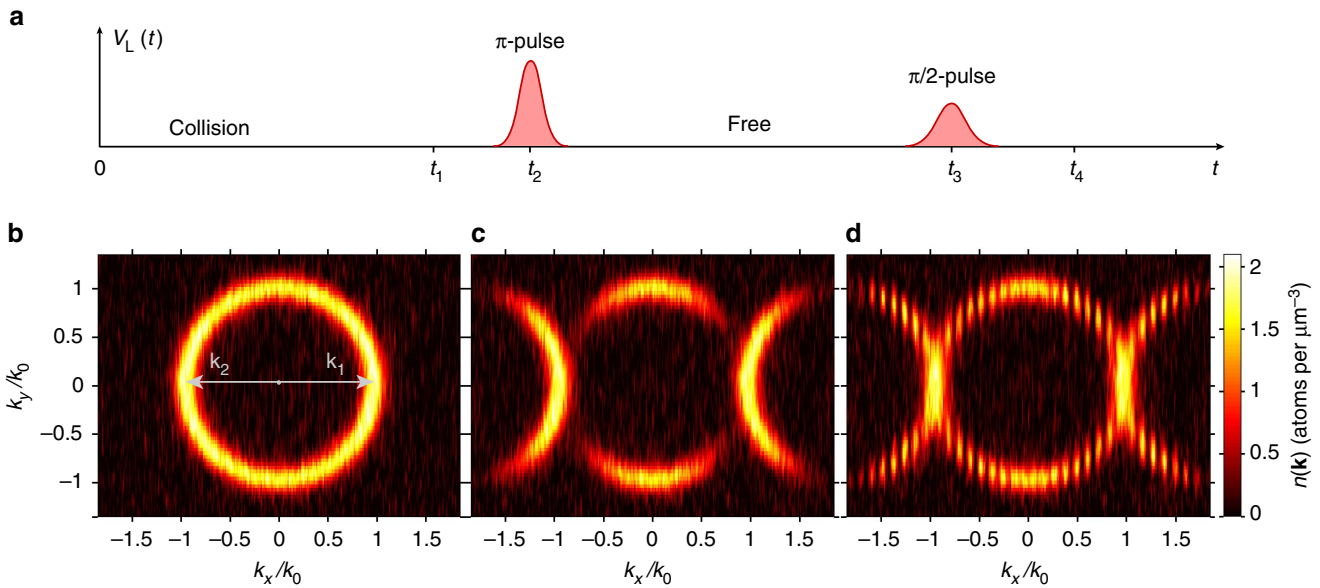 a
V_L (t)
π-pulse
π/2-pulse
Collision
Free
0
t_1
t_2
t_3
t_4
t
b
c
d
k_2
k_1
1
0.5
0
−0.5
−1
k_y/k_0
−1.5 −1 −0.5 0 0.5 1 1.5
−1.5 −1 −0.5 0 0.5 1 1.5
−1.5 −1 −0.5 0 0.5 1 1.5
k_x/k_0
k_x/k_0
k_x/k_0
2
1.5
1
0.5
0
n(k) (atoms per μm⁻³)